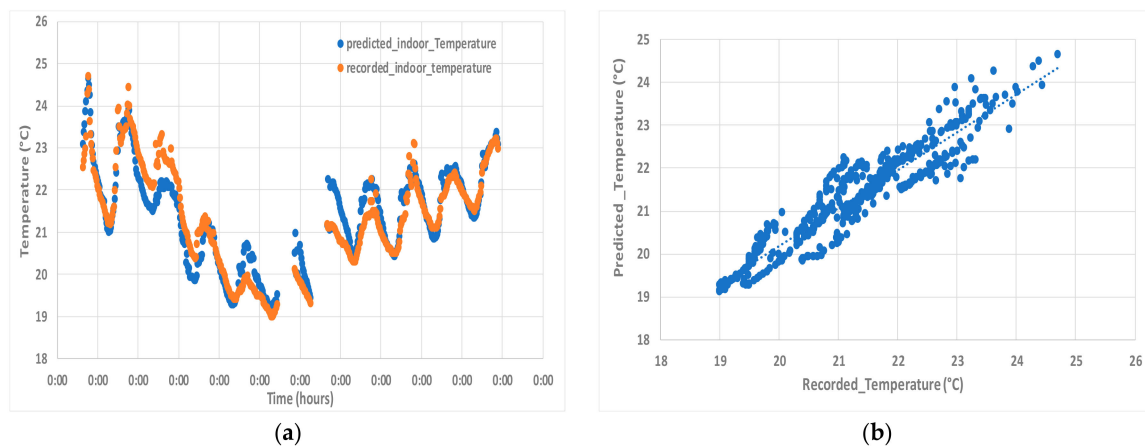 26
25
24
23
22
21
20
19
18
Temperature (°C)
predicted_indoor_Temperature
recorded_indoor_temperature
0:00 0:00 0:00 0:00 0:00 0:00 0:00 0:00 0:00 0:00 0:00 0:00 0:00
Time (hours)
(a)
25
24
23
22
21
20
19
18
Predicted _Temperature (°C)
18 19 20 21 22 23 24 25 26
Recorded_Temperature (°C)
(b)